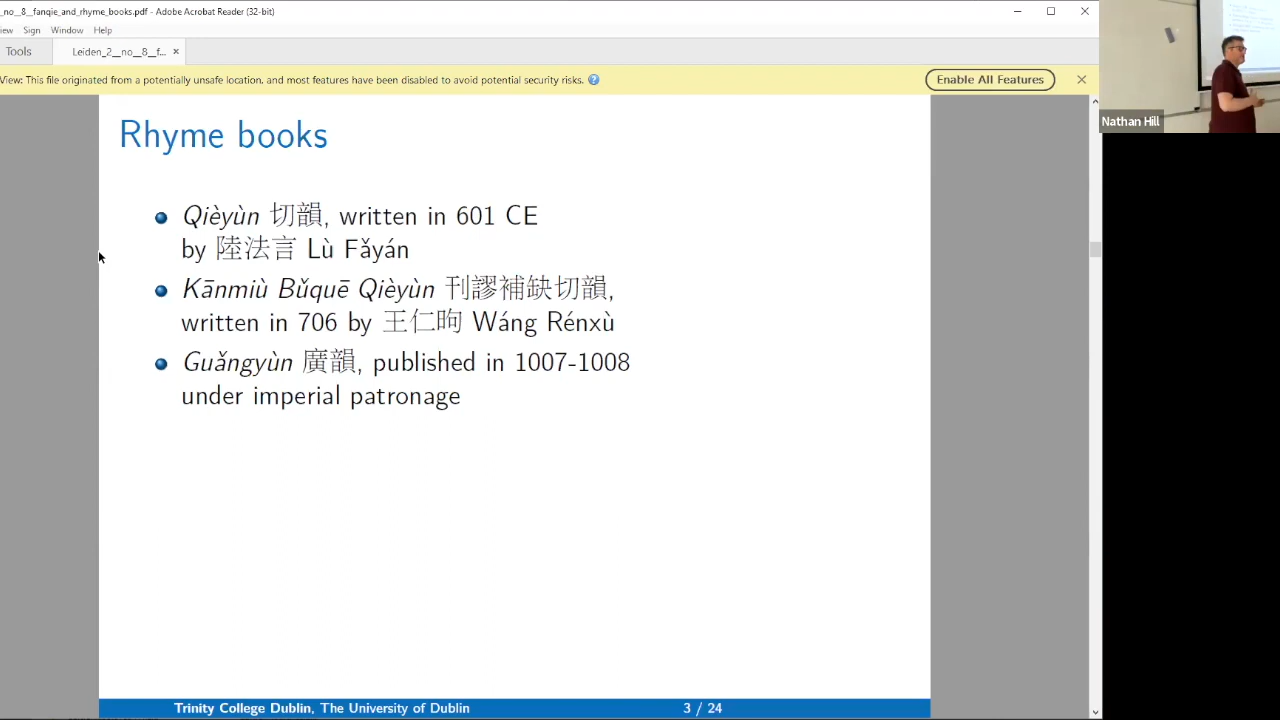 _no__8__fanqie_and_rhyme_books.pdf - Adobe Acrobat Reader (32-bit)
iew Sign Window Help
Tools Leiden_2__no__8__f... ×
View: This file originated from a potentially unsafe location, and most features have been disabled to avoid potential security risks. ? Enable All Features
Nathan Hill
Rhyme books
Qièyùn 切韻, written in 601 CE
by 陸法言 Lù Fǎyán
Kānmiù Bǔquē Qièyùn 刊謬補缺切韻,
written in 706 by 王仁昫 Wáng Rénxù
Guǎngyùn 廣韻, published in 1007-1008
under imperial patronage
Trinity College Dublin, The University of Dublin 3 / 24